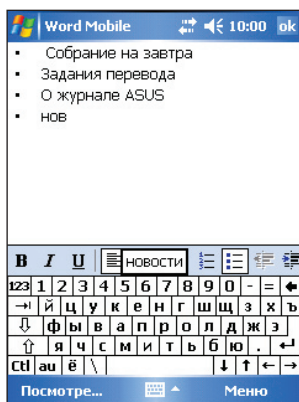 Word Mobile 10:00 ok
• Собрание на завтра
• Задания перевода
• О журнале ASUS
• нов
B I U новости
123 1 2 3 4 5 6 7 8 9 0 - =
й ц у к е н г ш щ з х ъ
ф ы в а п р о л д ж э
я ч с м и т ь б ю .
Ctl au ё \
Посмотре... Меню